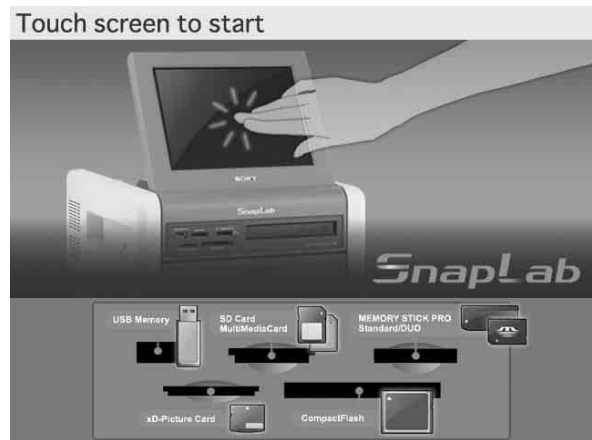 Touch screen to start
SONY
SnapLab
SnapLab
USB Memory
SD Card
MultiMediaCard
MEMORY STICK PRO
Standard/DUO
xD-Picture Card
CompactFlash